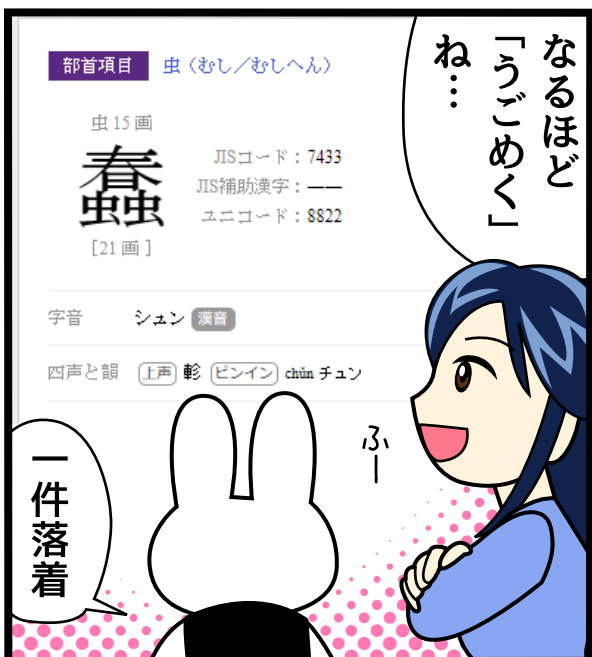 なるほど
「うごめく」
ね…
部首項目 虫（むし／むしへん）
虫15画
蠢
[21画]
JISコード：7433
JIS補助漢字：――
ユニコード：8822
字音 シュン 漢音
四声と韻 上声 軫 ピンイン chǔn チュン
ふー
一件落着